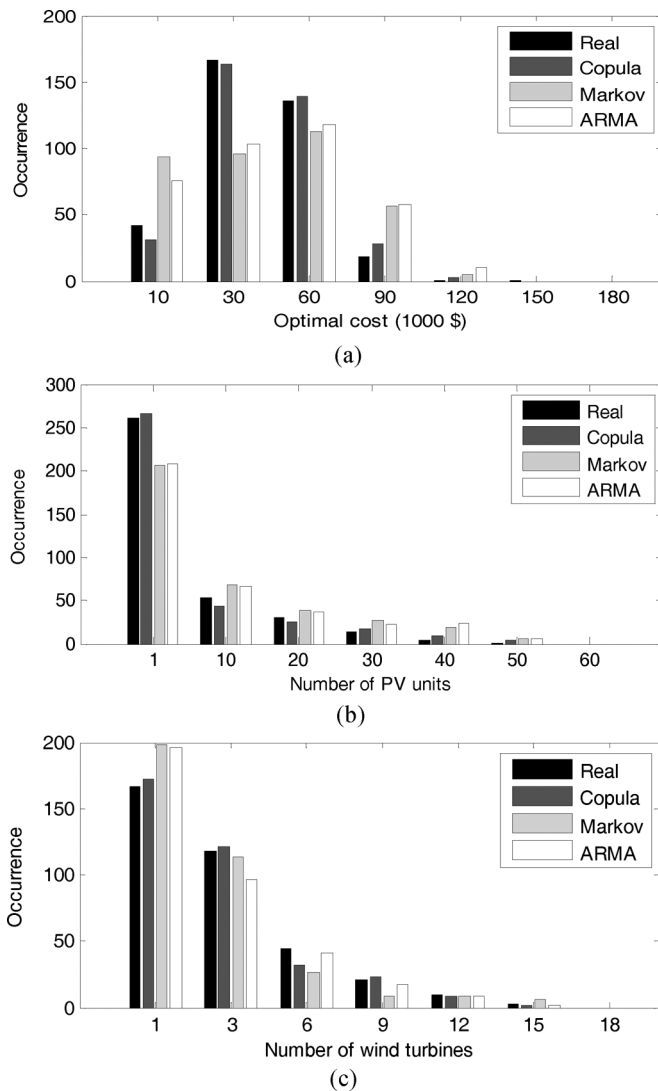 200
150
100
50
0
Occurrence
Real
Copula
Markov
ARMA
10 30 60 90 120 150 180
Optimal cost (1000 $)
(a)
300
250
200
150
100
50
0
Occurrence
Real
Copula
Markov
ARMA
1 10 20 30 40 50 60
Number of PV units
(b)
200
150
100
50
0
Occurrence
Real
Copula
Markov
ARMA
1 3 6 9 12 15 18
Number of wind turbines
(c)